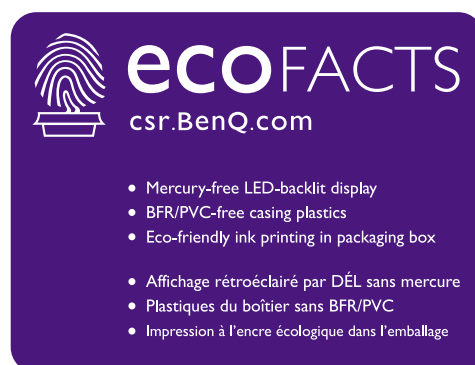 ecoFACTS
csr.BenQ.com
• Mercury-free LED-backlit display
• BFR/PVC-free casing plastics
• Eco-friendly ink printing in packaging box
• Affichage rétroéclairé par DÉL sans mercure
• Plastiques du boîtier sans BFR/PVC
• Impression à l'encre écologique dans l'emballage